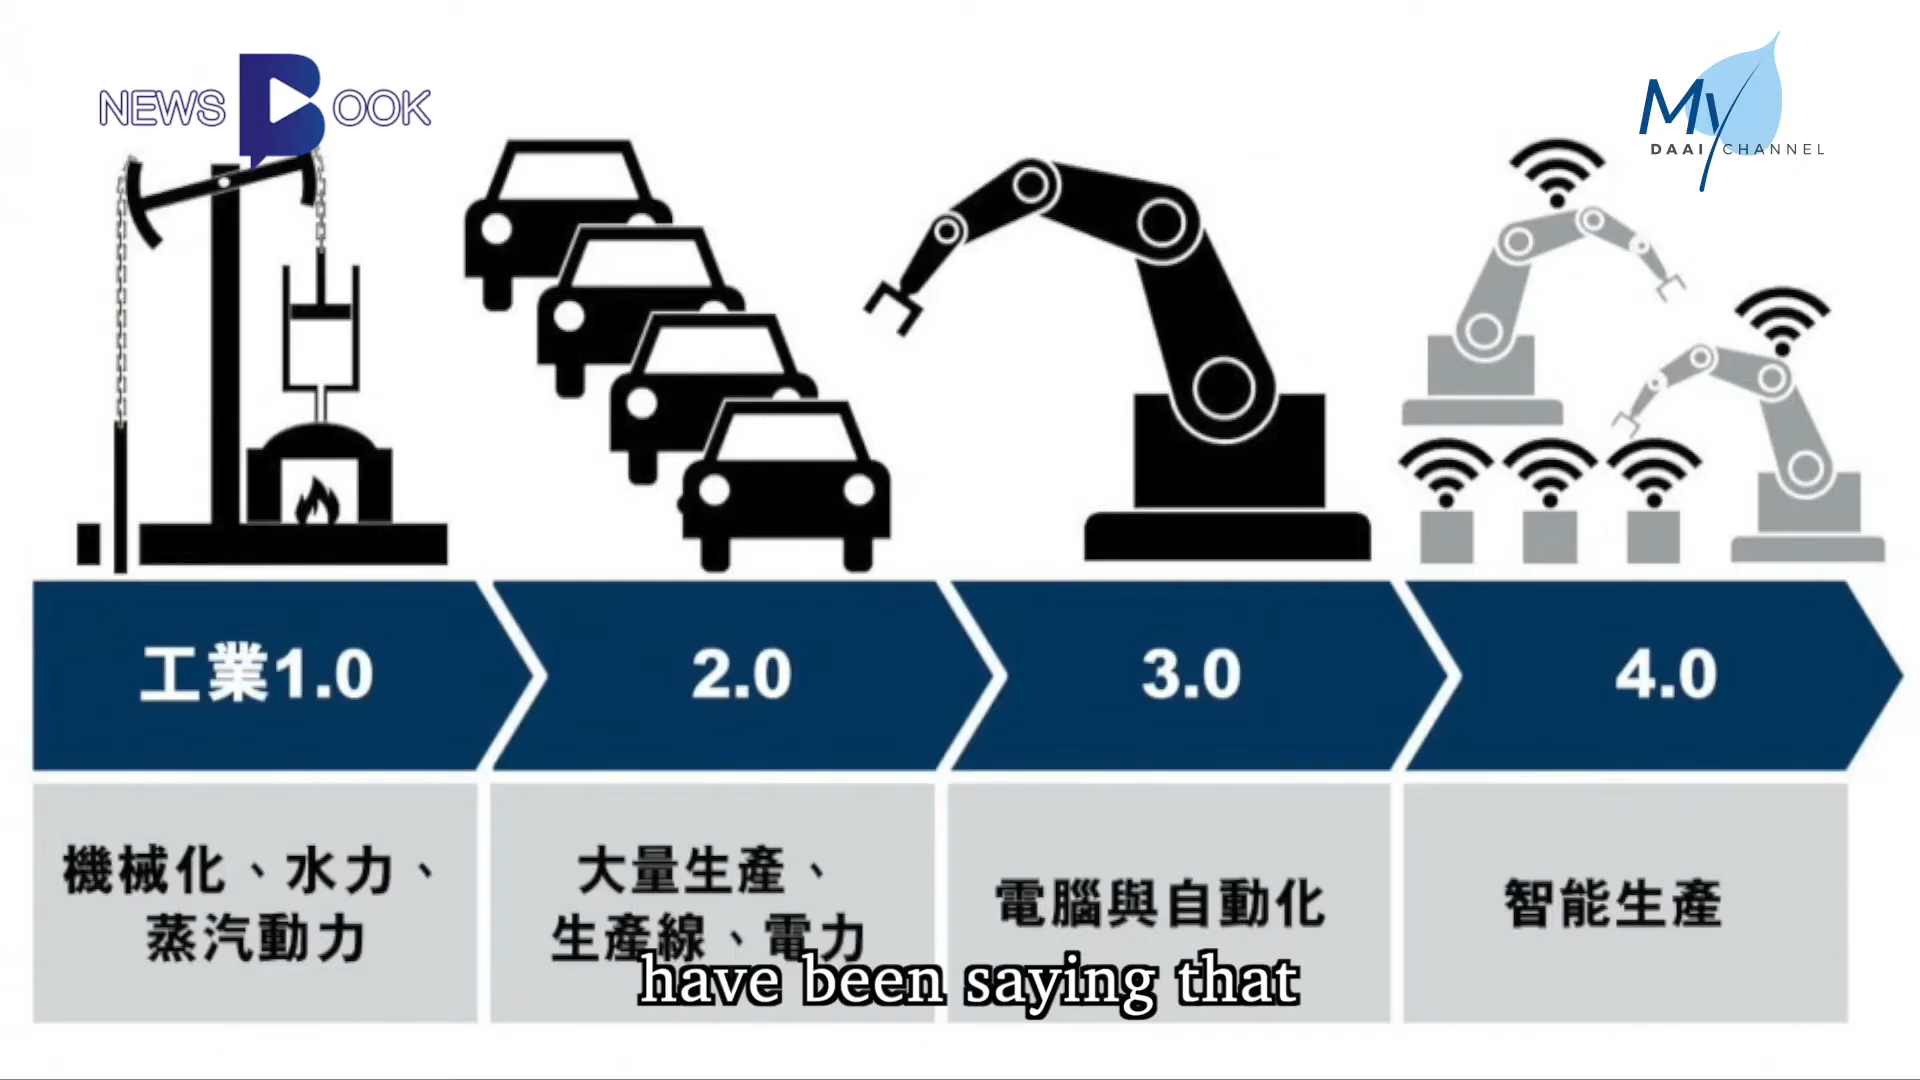 NEWS BOOK
My
DAAI CHANNEL
工業1.0
2.0
3.0
4.0
機械化、水力、
蒸汽動力
大量生產、
生產線、電力
電腦與自動化
智能生產
have been saying that